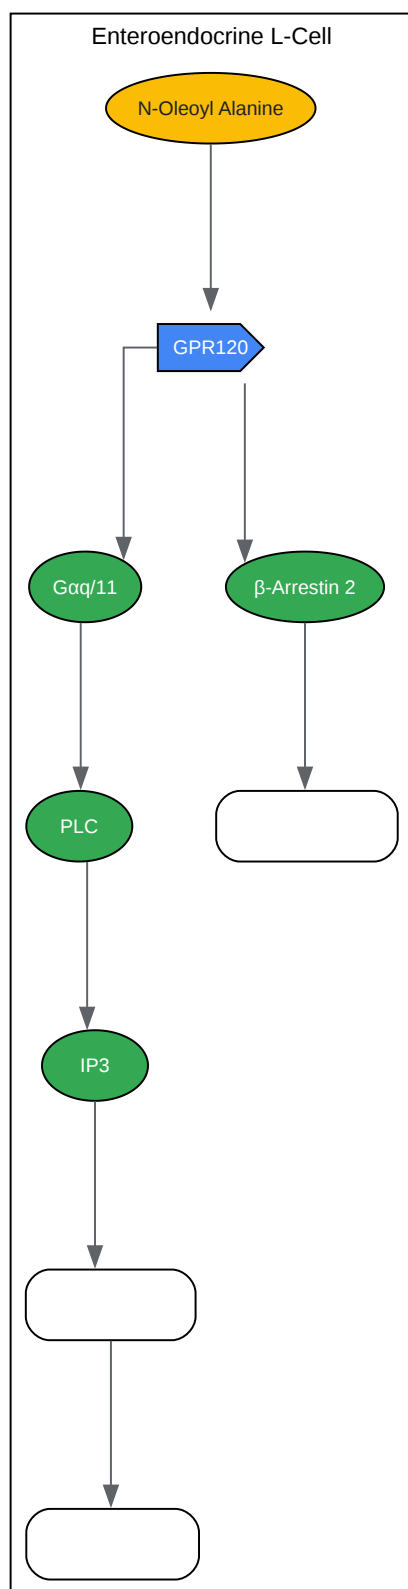 Enteroendocrine L-Cell
N-Oleoyl Alanine
GPR120
Gαq/11
β-Arrestin 2
PLC
IP3